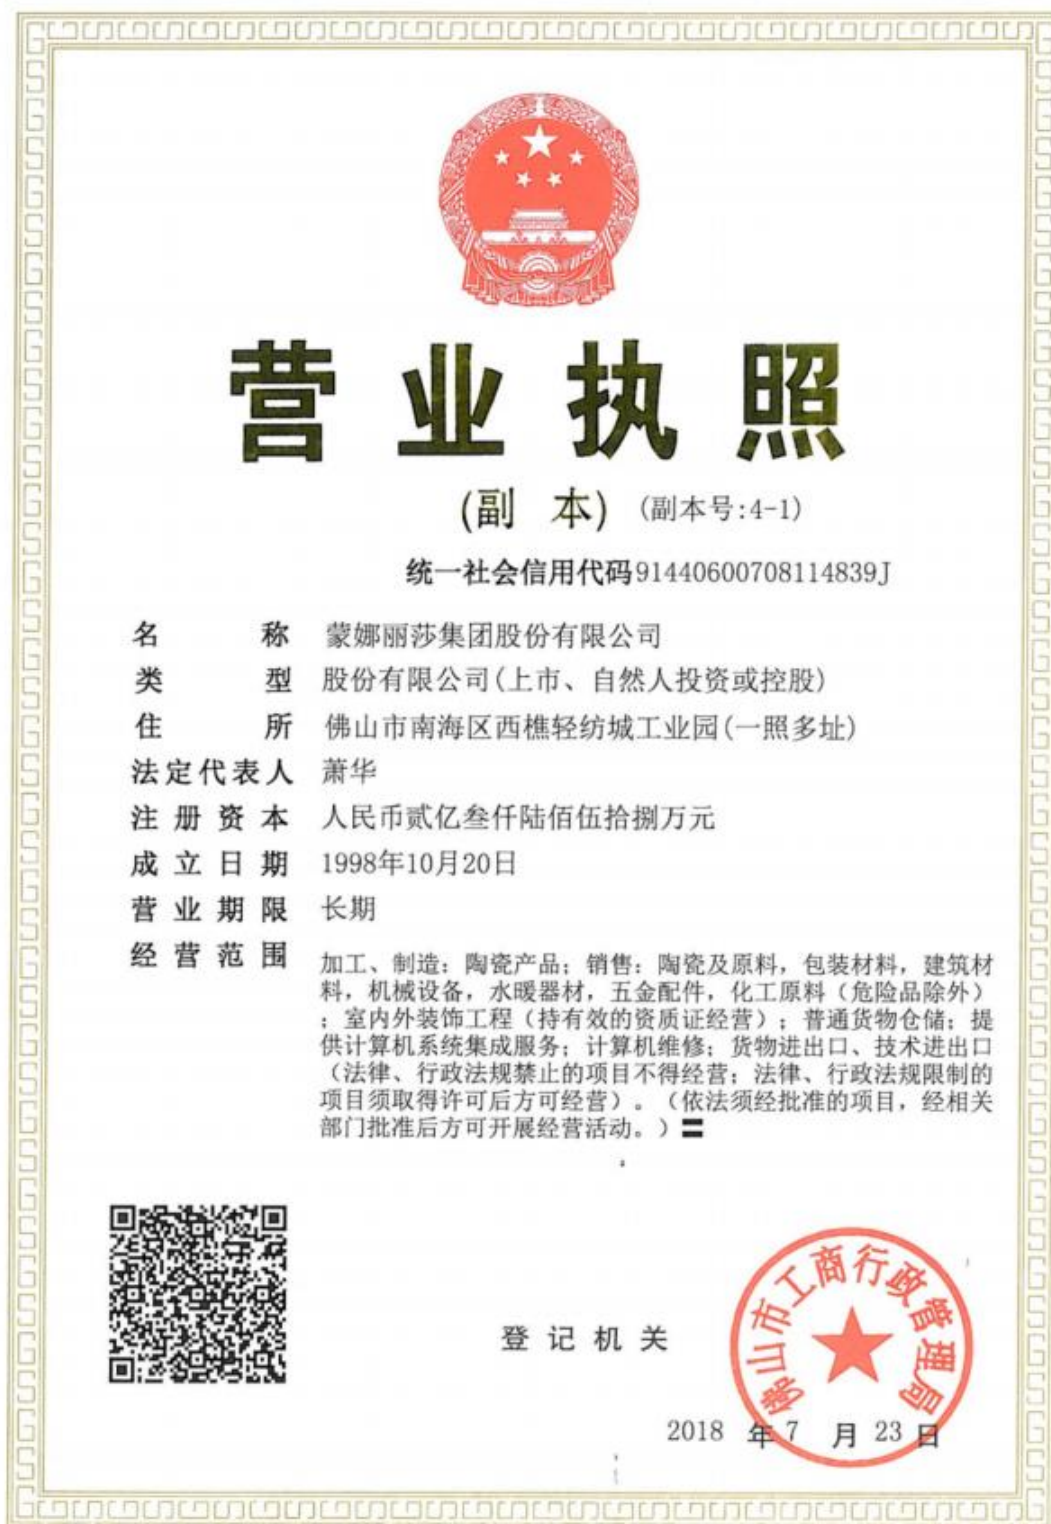 营业执照
(副 本) (副本号:4-1)
统一社会信用代码91440600708114839J
名 称 蒙娜丽莎集团股份有限公司
类 型 股份有限公司(上市、自然人投资或控股)
住 所 佛山市南海区西樵轻纺城工业园(一照多址)
法定代表人 萧华
注册资本 人民币贰亿叁仟陆佰伍拾捌万元
成立日期 1998年10月20日
营业期限 长期
经营范围 加工、制造：陶瓷产品；销售：陶瓷及原料，包装材料，建筑材
料，机械设备，水暖器材，五金配件，化工原料（危险品除外）
；室内外装饰工程（持有效的资质证经营）；普通货物仓储；提
供计算机系统集成服务；计算机维修；货物进出口、技术进出口
（法律、行政法规禁止的项目不得经营；法律、行政法规限制的
项目须取得许可后方可经营）。（依法须经批准的项目，经相关
部门批准后方可开展经营活动。）
佛山市工商行政管理局
登记机关
2018 年 7 月 23 日